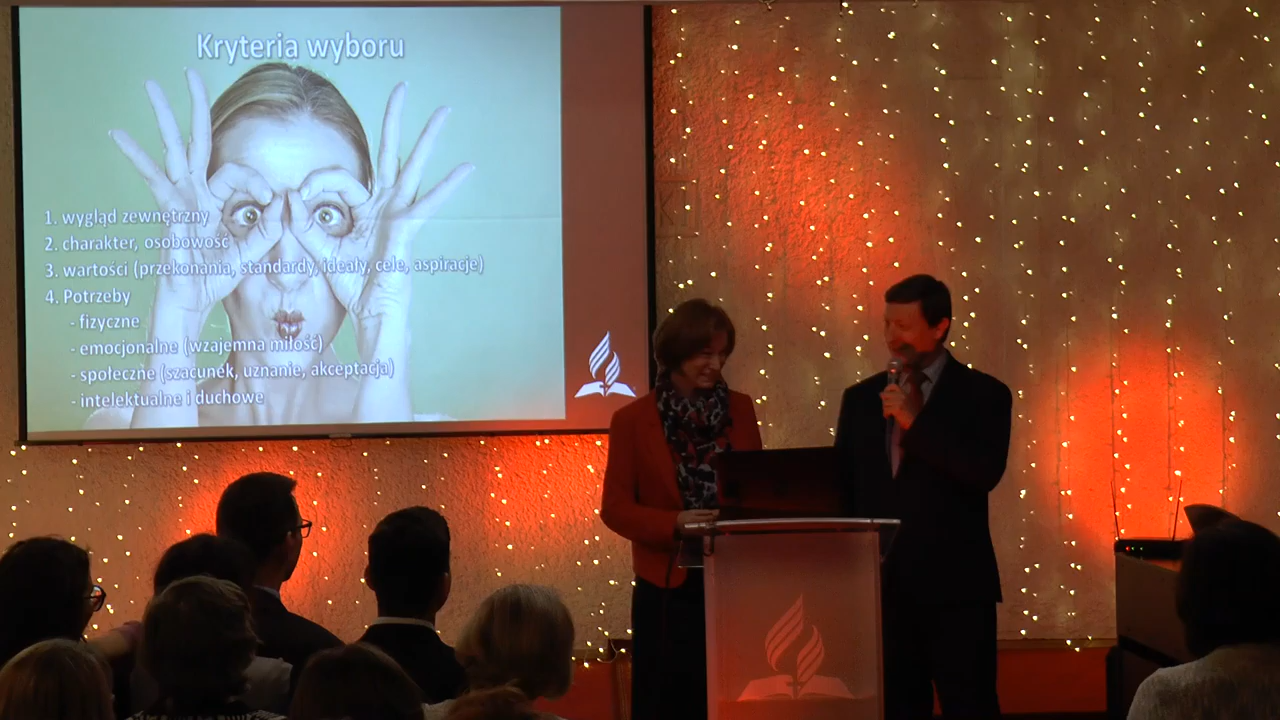 Kryteria wyboru
1. wygląd zewnętrzny
2. charakter, osobowość
3. wartości (przekonania, standardy, ideały, cele, aspiracje)
4. Potrzeby
- fizyczne
- emocjonalne (wzajemna miłość)
- społeczne (szacunek, uznanie, akceptacja)
- intelektualne i duchowe